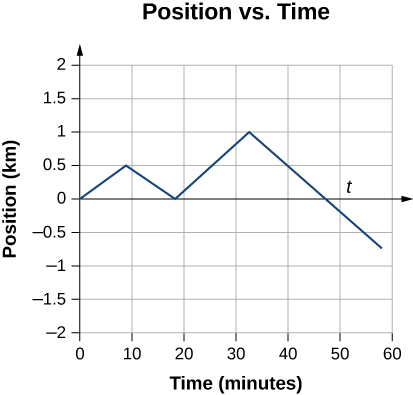 Position vs. Time
Position (km)
2
1.5
1
0.5
0
–0.5
–1
–1.5
–2
t
0 10 20 30 40 50 60
Time (minutes)